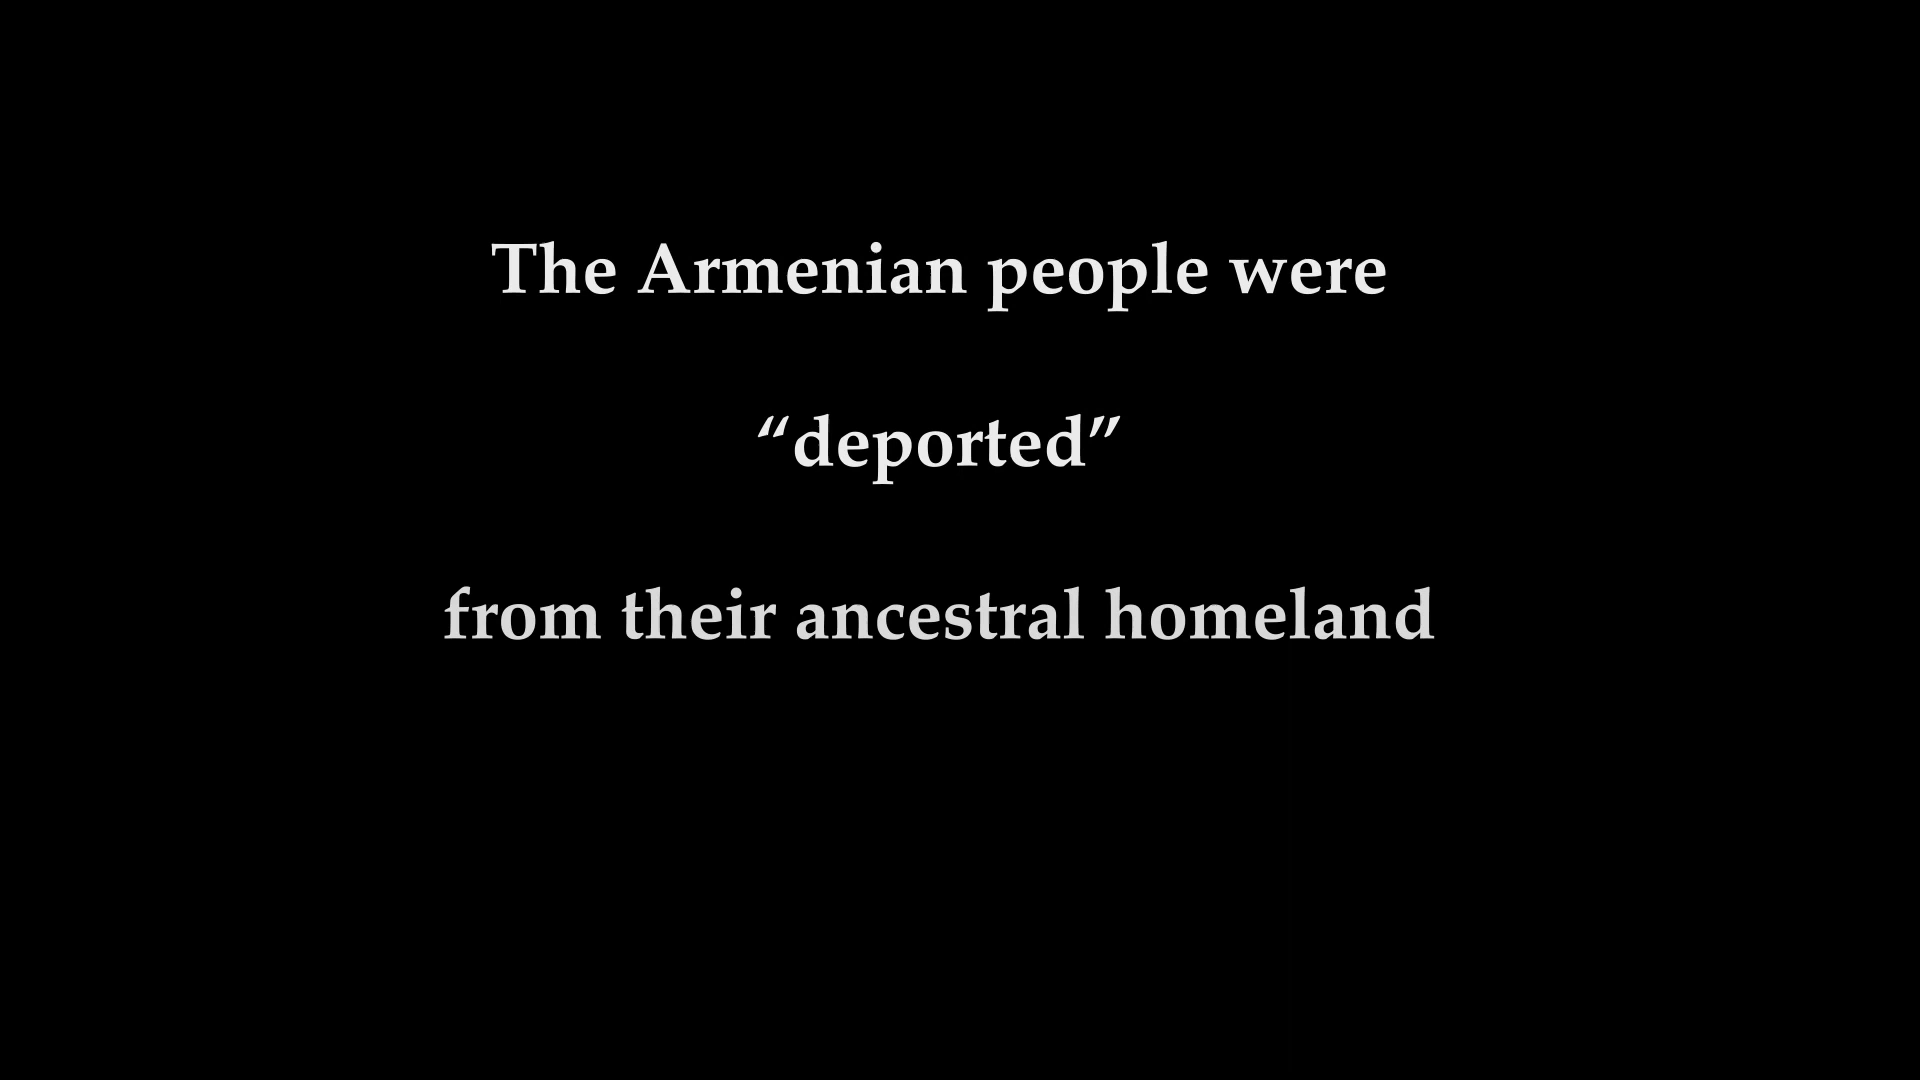 The Armenian people were
“deported”
from their ancestral homeland